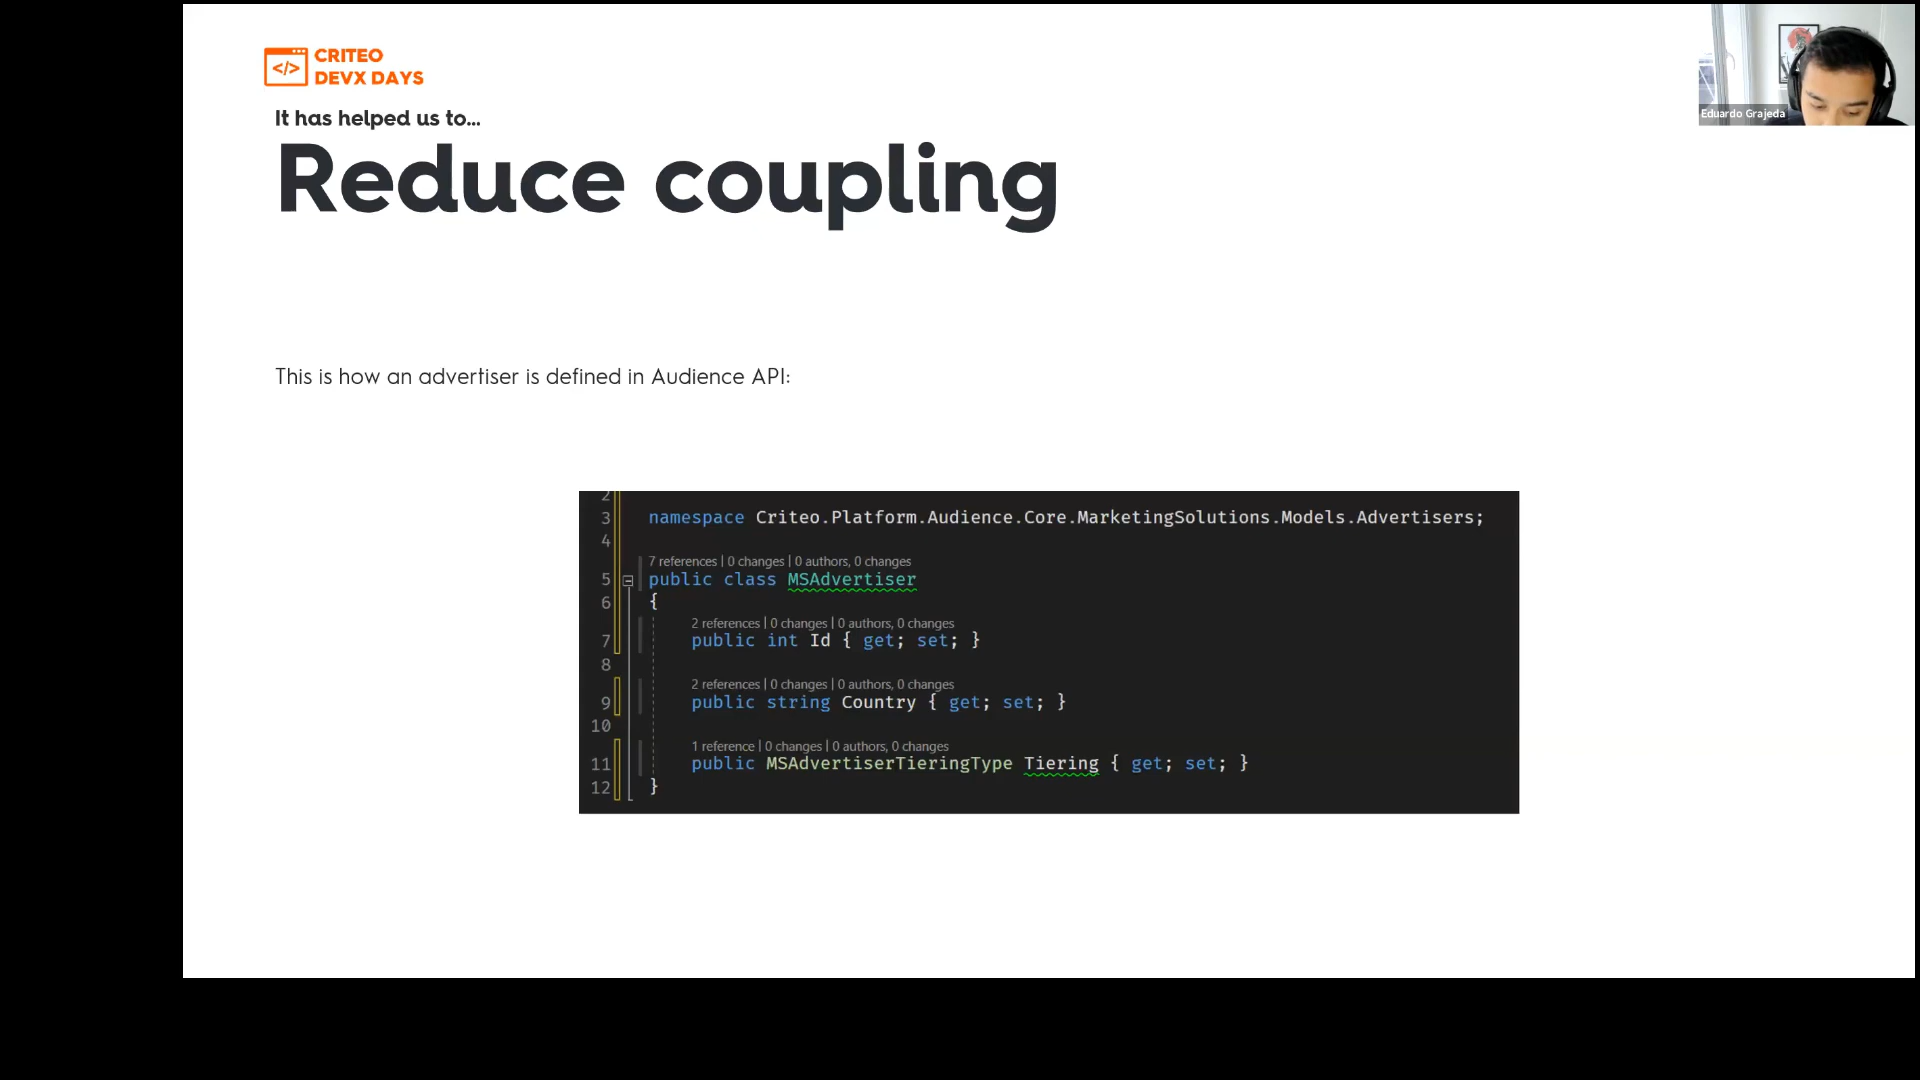 </>
CRITEO
DEVX DAYS
It has helped us to...
Reduce coupling
Eduardo Grajeda
This is how an advertiser is defined in Audience API:
2
3 namespace Criteo.Platform.Audience.Core.MarketingSolutions.Models.Advertisers;
4
7 references | 0 changes | 0 authors, 0 changes
5 public class MSAdvertiser
6 {
2 references | 0 changes | 0 authors, 0 changes
7 public int Id { get; set; }
8
2 references | 0 changes | 0 authors, 0 changes
9 public string Country { get; set; }
10
1 reference | 0 changes | 0 authors, 0 changes
11 public MSAdvertiserTieringType Tiering { get; set; }
12 }